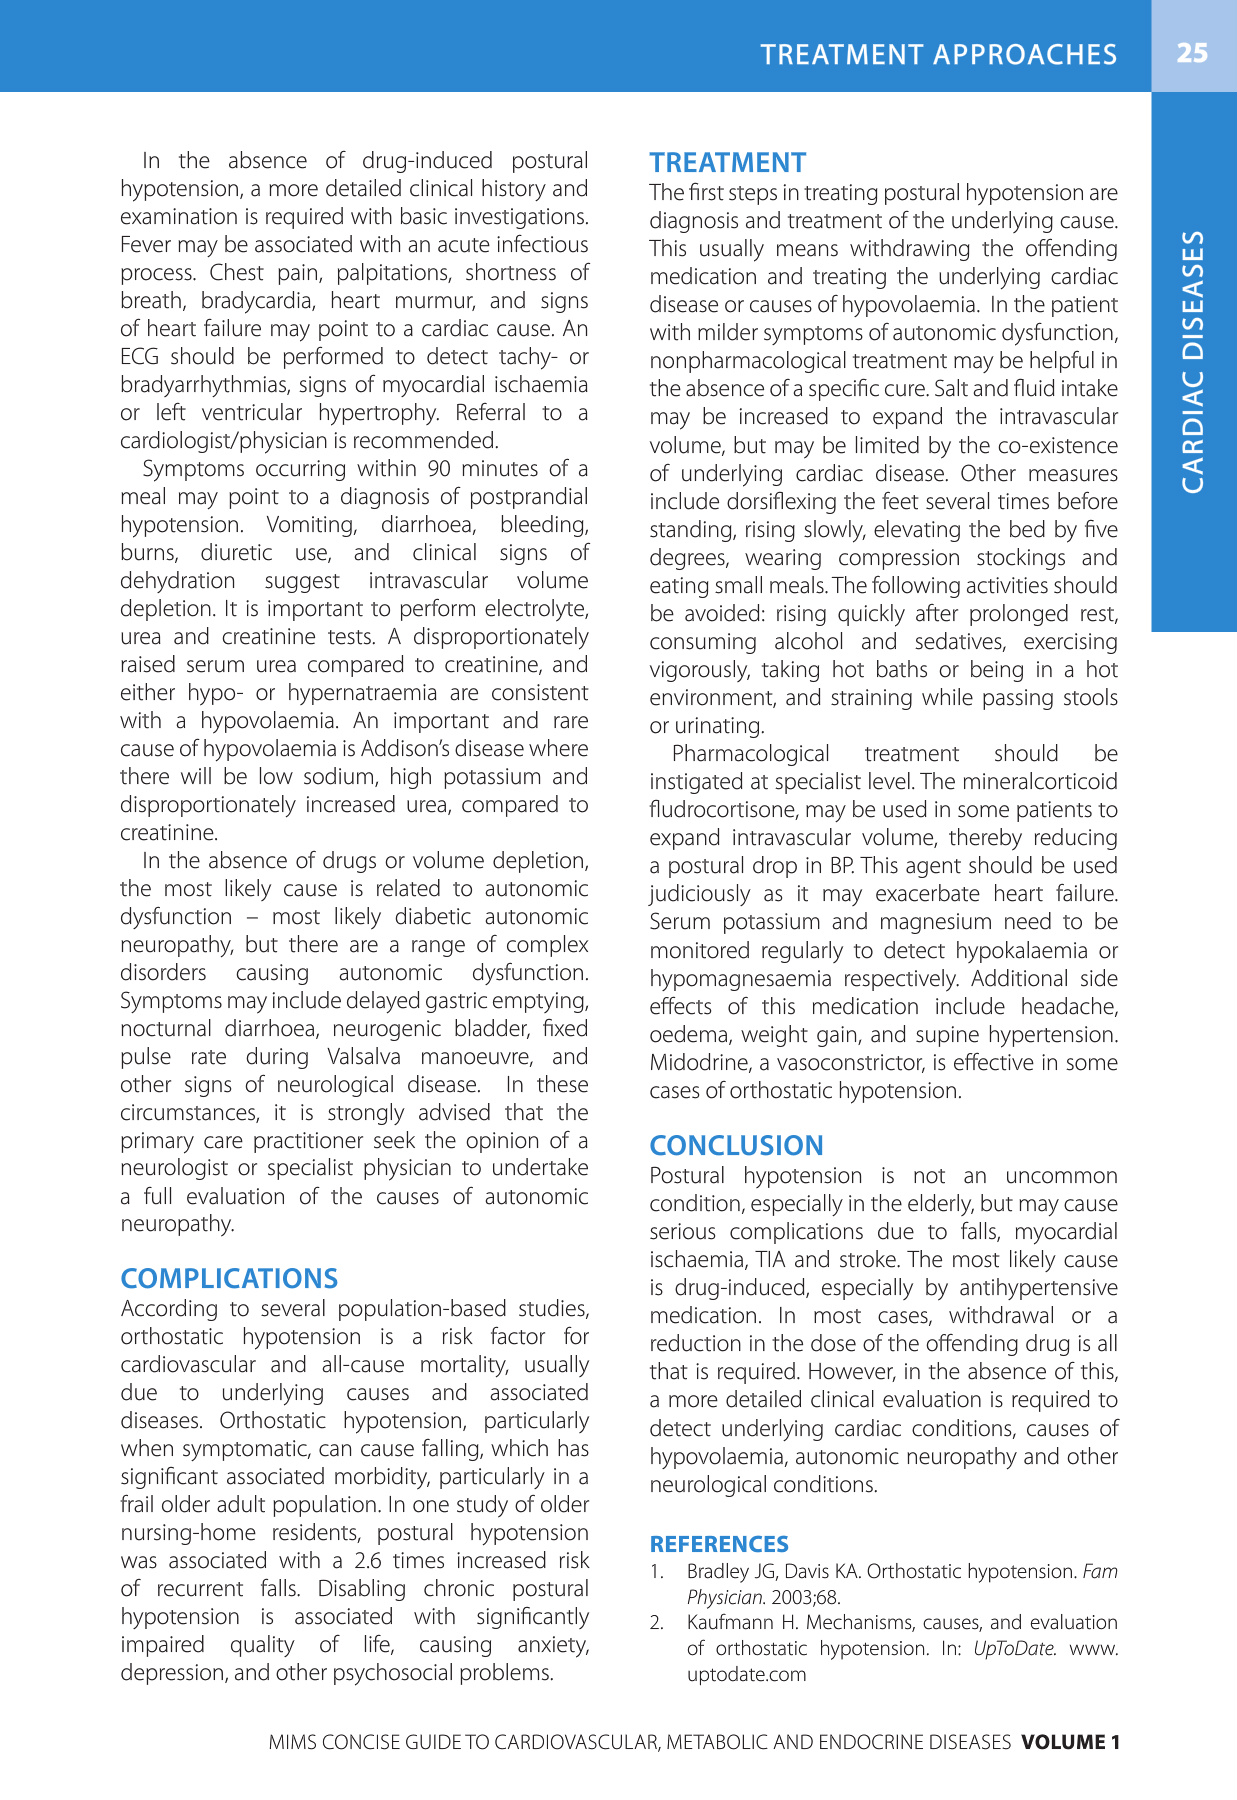 TREATMENT APPROACHES
25
CARDIAC DISEASES
In the absence of drug-induced postural
hypotension, a more detailed clinical history and
examination is required with basic investigations.
Fever may be associated with an acute infectious
process. Chest pain, palpitations, shortness of
breath, bradycardia, heart murmur, and signs
of heart failure may point to a cardiac cause. An
ECG should be performed to detect tachy- or
bradyarrhythmias, signs of myocardial ischaemia
or left ventricular hypertrophy. Referral to a
cardiologist/physician is recommended.
Symptoms occurring within 90 minutes of a
meal may point to a diagnosis of postprandial
hypotension. Vomiting, diarrhoea, bleeding,
burns, diuretic use, and clinical signs of
dehydration suggest intravascular volume
depletion. It is important to perform electrolyte,
urea and creatinine tests. A disproportionately
raised serum urea compared to creatinine, and
either hypo- or hypernatraemia are consistent
with a hypovolaemia. An important and rare
cause of hypovolaemia is Addison’s disease where
there will be low sodium, high potassium and
disproportionately increased urea, compared to
creatinine.
In the absence of drugs or volume depletion,
the most likely cause is related to autonomic
dysfunction – most likely diabetic autonomic
neuropathy, but there are a range of complex
disorders causing autonomic dysfunction.
Symptoms may include delayed gastric emptying,
nocturnal diarrhoea, neurogenic bladder, fixed
pulse rate during Valsalva manoeuvre, and
other signs of neurological disease. In these
circumstances, it is strongly advised that the
primary care practitioner seek the opinion of a
neurologist or specialist physician to undertake
a full evaluation of the causes of autonomic
neuropathy.
COMPLICATIONS
According to several population-based studies,
orthostatic hypotension is a risk factor for
cardiovascular and all-cause mortality, usually
due to underlying causes and associated
diseases. Orthostatic hypotension, particularly
when symptomatic, can cause falling, which has
significant associated morbidity, particularly in a
frail older adult population. In one study of older
nursing-home residents, postural hypotension
was associated with a 2.6 times increased risk
of recurrent falls. Disabling chronic postural
hypotension is associated with significantly
impaired quality of life, causing anxiety,
depression, and other psychosocial problems.
TREATMENT
The first steps in treating postural hypotension are
diagnosis and treatment of the underlying cause.
This usually means withdrawing the offending
medication and treating the underlying cardiac
disease or causes of hypovolaemia. In the patient
with milder symptoms of autonomic dysfunction,
nonpharmacological treatment may be helpful in
the absence of a specific cure. Salt and fluid intake
may be increased to expand the intravascular
volume, but may be limited by the co-existence
of underlying cardiac disease. Other measures
include dorsiflexing the feet several times before
standing, rising slowly, elevating the bed by five
degrees, wearing compression stockings and
eating small meals. The following activities should
be avoided: rising quickly after prolonged rest,
consuming alcohol and sedatives, exercising
vigorously, taking hot baths or being in a hot
environment, and straining while passing stools
or urinating.
Pharmacological treatment should be
instigated at specialist level. The mineralcorticoid
fludrocortisone, may be used in some patients to
expand intravascular volume, thereby reducing
a postural drop in BP. This agent should be used
judiciously as it may exacerbate heart failure.
Serum potassium and magnesium need to be
monitored regularly to detect hypokalaemia or
hypomagnesaemia respectively. Additional side
effects of this medication include headache,
oedema, weight gain, and supine hypertension.
Midodrine, a vasoconstrictor, is effective in some
cases of orthostatic hypotension.
CONCLUSION
Postural hypotension is not an uncommon
condition, especially in the elderly, but may cause
serious complications due to falls, myocardial
ischaemia, TIA and stroke. The most likely cause
is drug-induced, especially by antihypertensive
medication. In most cases, withdrawal or a
reduction in the dose of the offending drug is all
that is required. However, in the absence of this,
a more detailed clinical evaluation is required to
detect underlying cardiac conditions, causes of
hypovolaemia, autonomic neuropathy and other
neurological conditions.
REFERENCES
1. Bradley JG, Davis KA. Orthostatic hypotension. Fam
Physician. 2003;68.
2. Kaufmann H. Mechanisms, causes, and evaluation
of orthostatic hypotension. In: UpToDate. www.
uptodate.com
MIMS CONCISE GUIDE TO CARDIOVASCULAR, METABOLIC AND ENDOCRINE DISEASES VOLUME 1